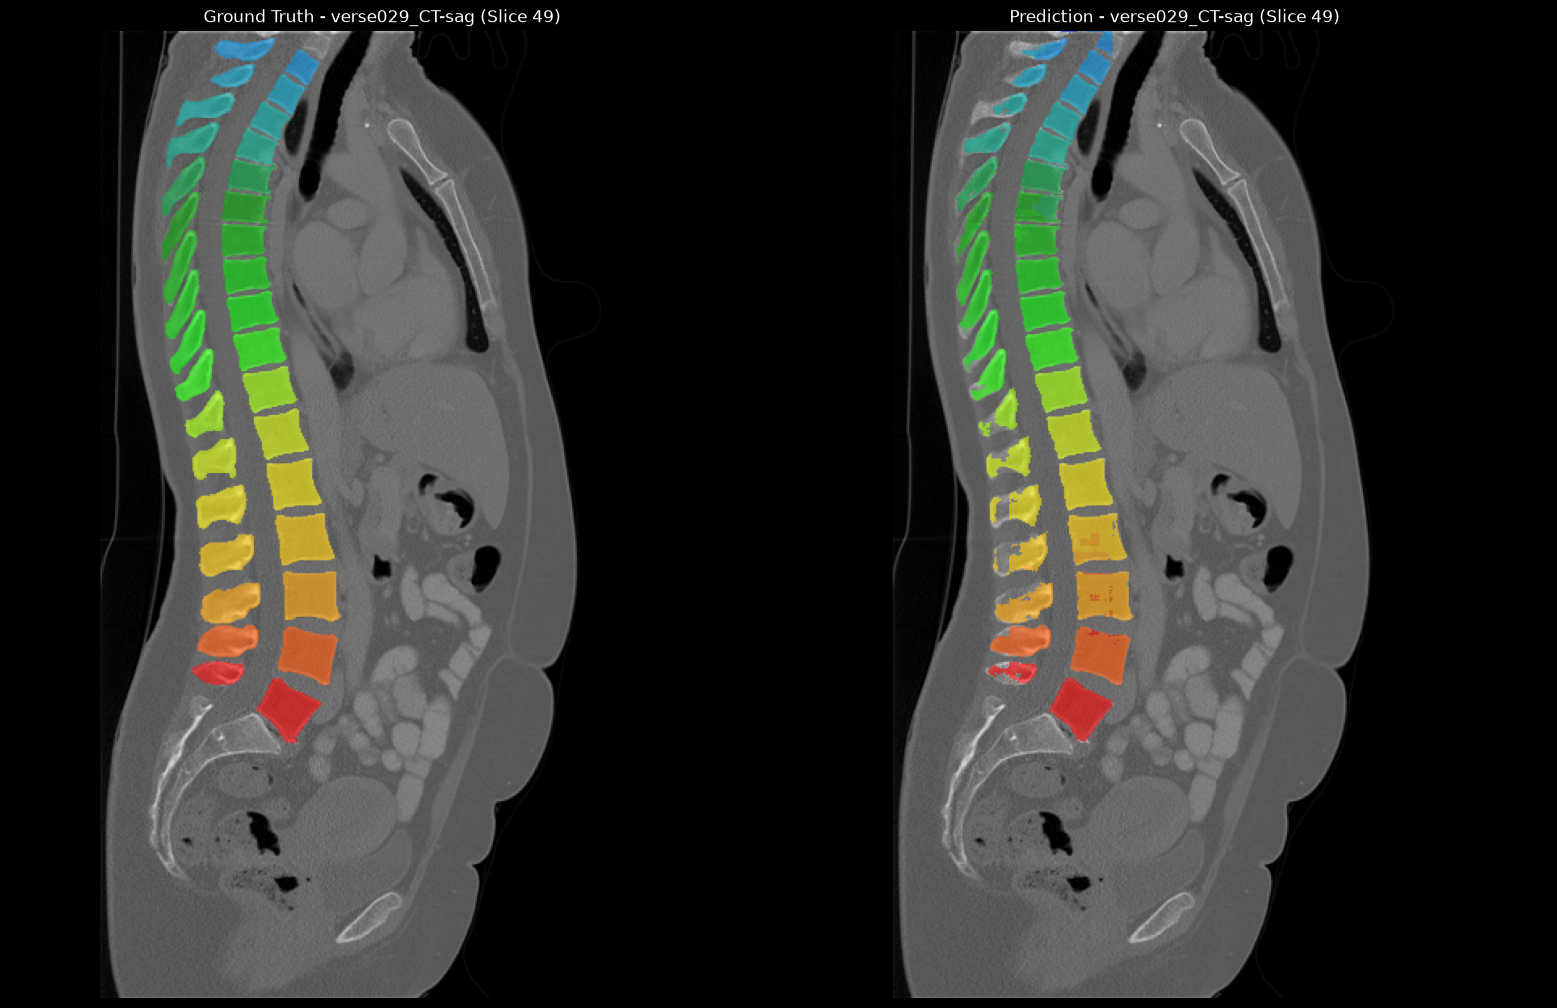 Ground Truth - verse029_CT-sag (Slice 49)
Prediction - verse029_CT-sag (Slice 49)